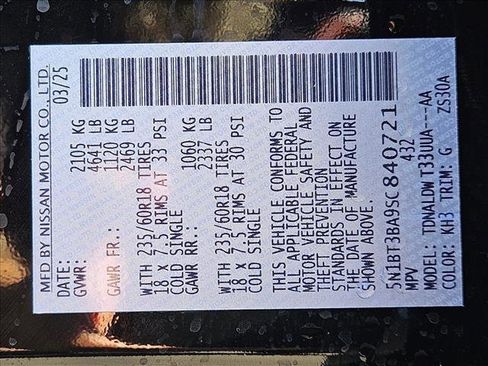 MFD BY NISSAN MOTOR CO., LTD.
DATE: 03/25
GVWR: 2105 KG
4641 LB
GAWR FR.: 1120 KG
2469 LB
WITH 235/60R18 TIRES
18 x 7.5 RIMS AT 33 PSI
COLD SINGLE
GAWR RR.: 1060 KG
2337 LB
WITH 235/60R18 TIRES
18 x 7.5 RIMS AT 30 PSI
COLD SINGLE
THIS VEHICLE CONFORMS TO
ALL APPLICABLE FEDERAL
MOTOR VEHICLE SAFETY AND
THEFT PREVENTION
STANDARDS IN EFFECT ON
THE DATE OF MANUFACTURE
SHOWN ABOVE.
5N1BT3BA9SC840721
MPV 432
MODEL: TDNALDW T33UUA---AA
COLOR: KH3 TRIM: G ZS30A